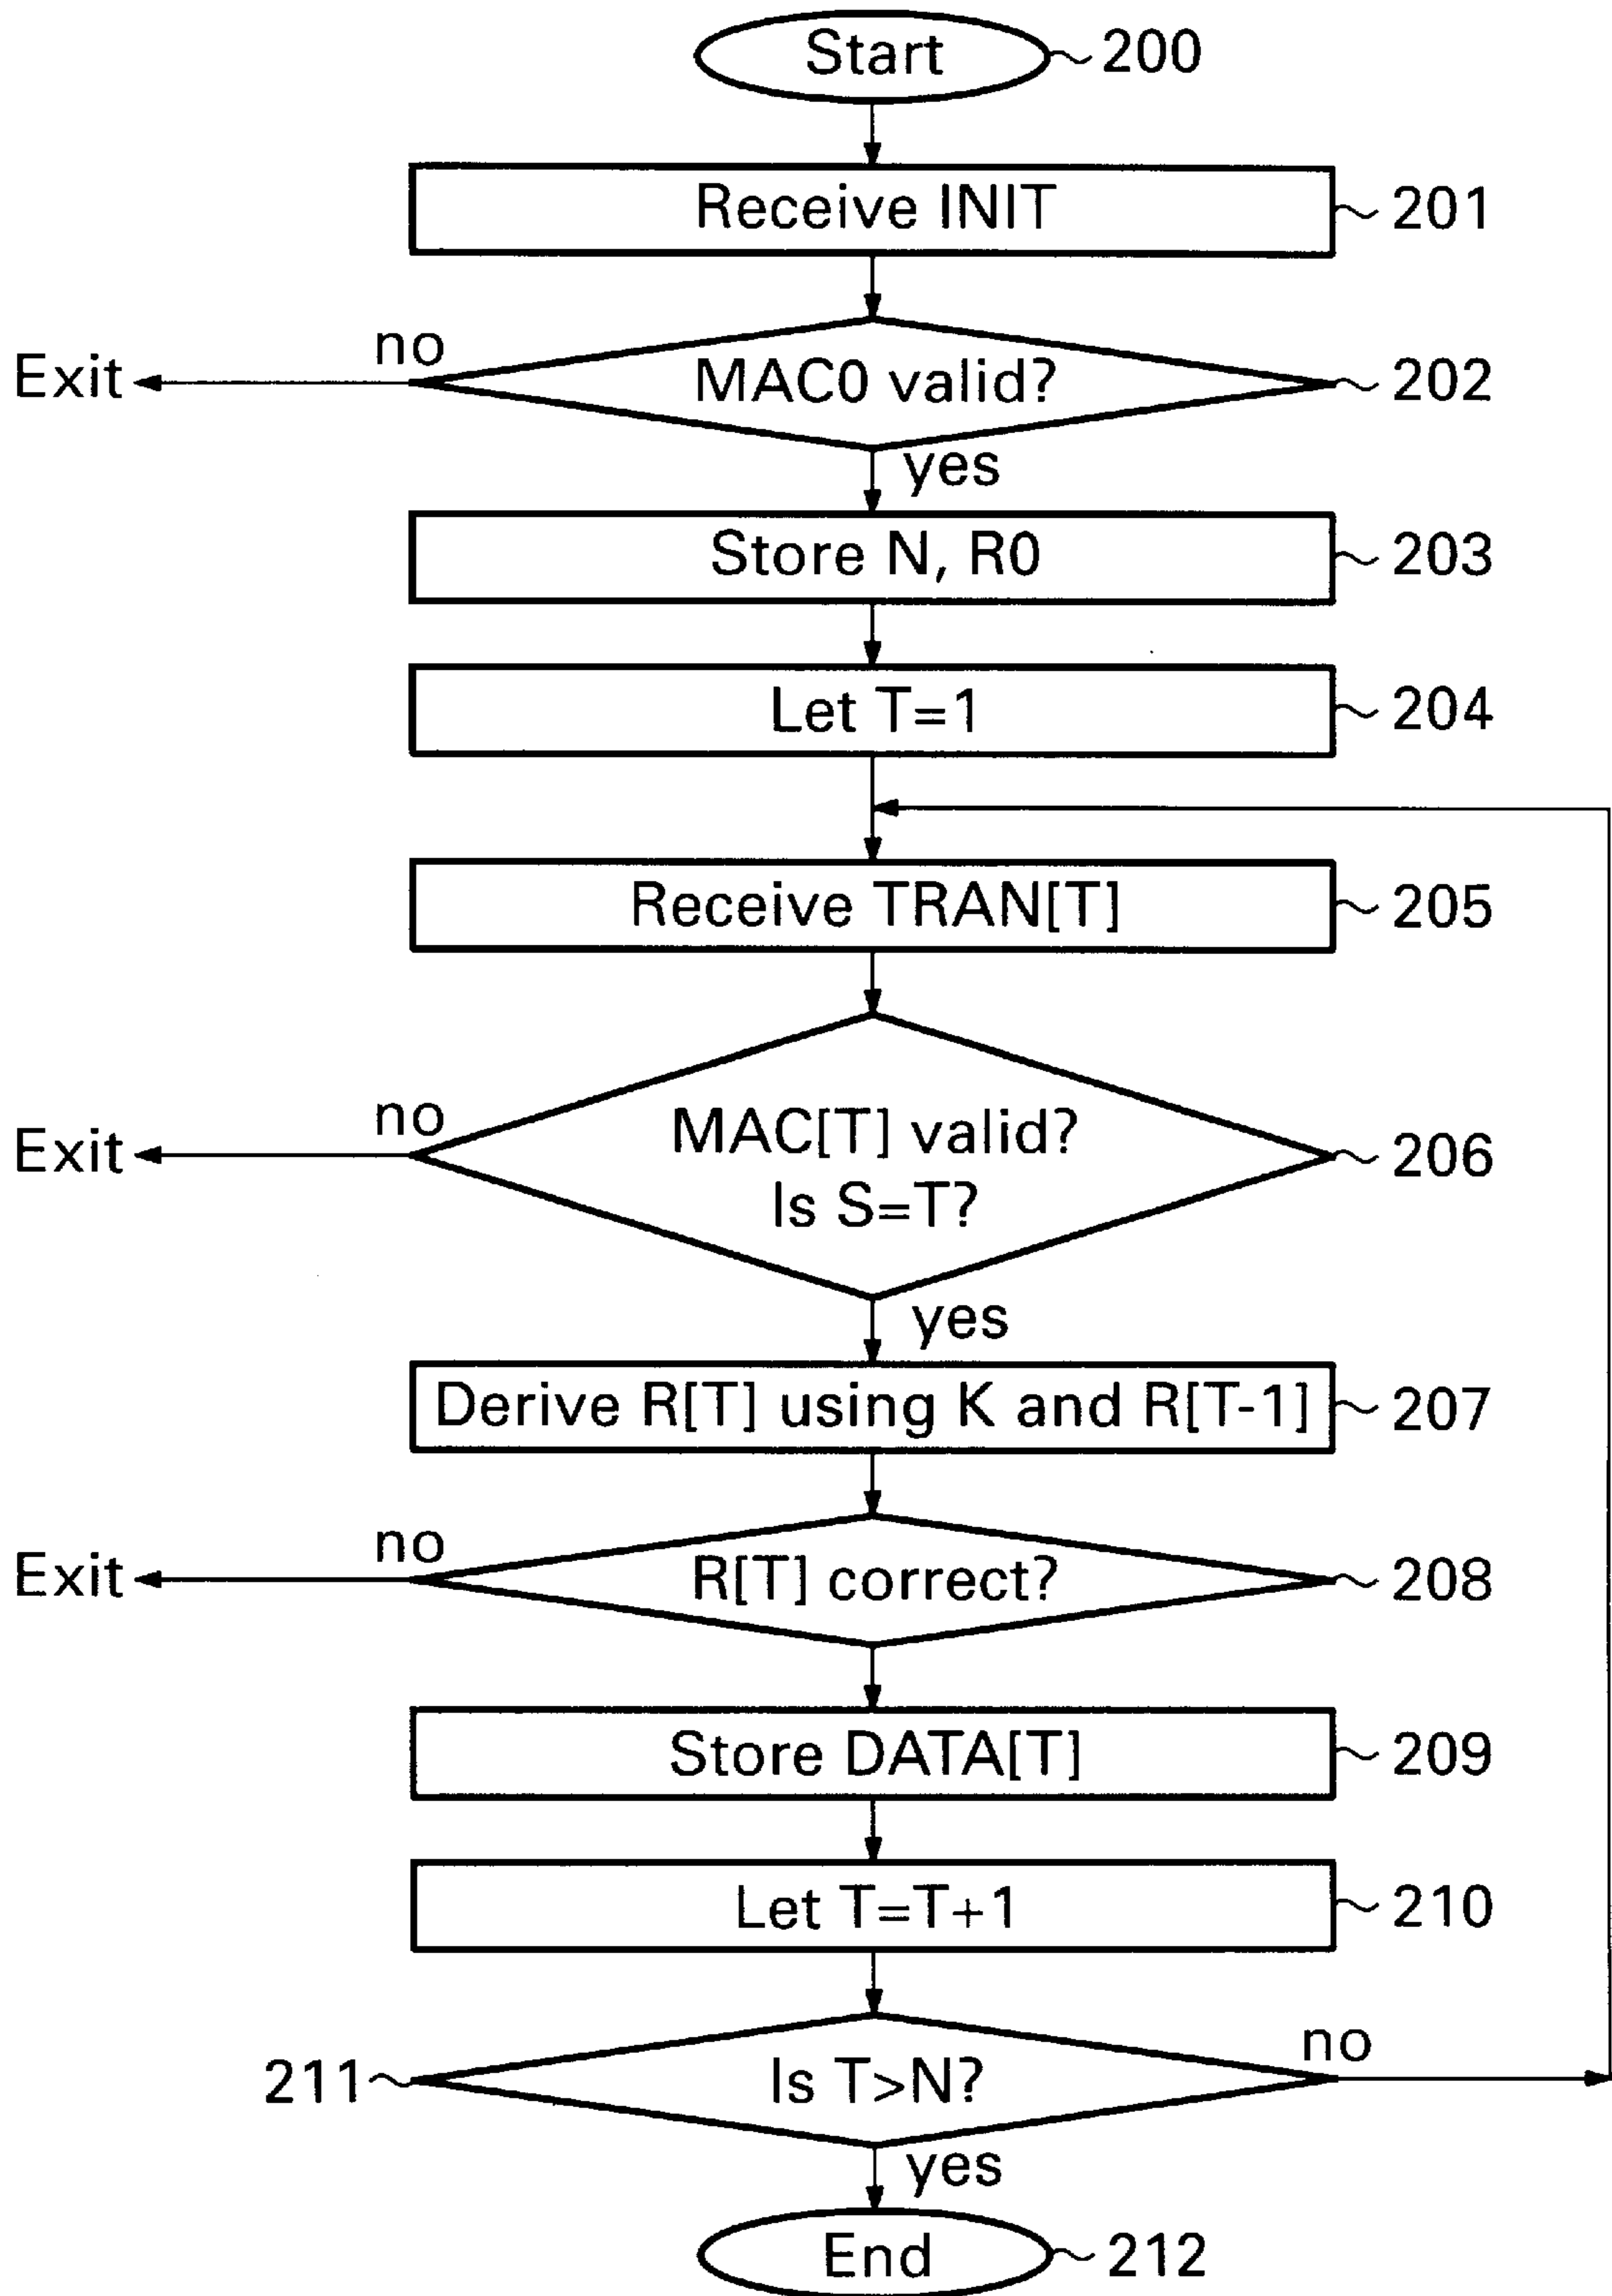 Start 200
Receive INIT 201
no
Exit MAC0 valid? 202
yes
Store N, R0 203
Let T=1 204
Receive TRAN[T] 205
no
Exit
MAC[T] valid?
Is S=T?
206
yes
Derive R[T] using K and R[T-1] 207
no
Exit R[T] correct? 208
Store DATA[T] 209
Let T=T+1 210
211 Is T>N? no
yes
End 212